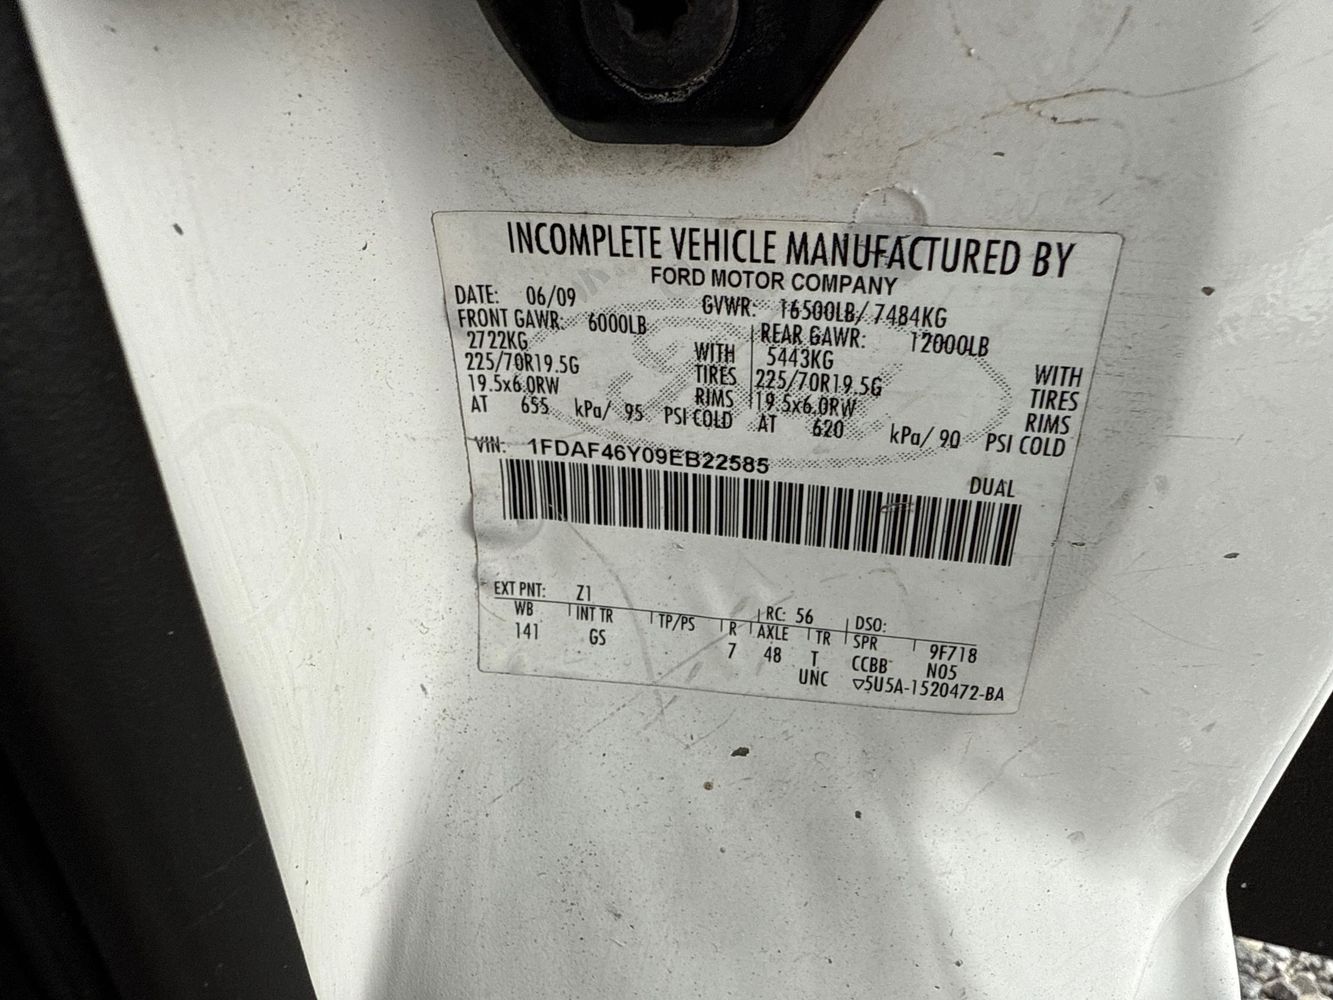 INCOMPLETE VEHICLE MANUFACTURED BY
FORD MOTOR COMPANY
DATE: 06/09 GVWR: 16500LB/ 7484KG
FRONT GAWR: 6000LB REAR GAWR: 12000LB
2722KG WITH 5443KG WITH
225/70R19.5G TIRES 225/70R19.5G TIRES
19.5x6.0RW RIMS 19.5x6.0RW RIMS
AT 655 kPa/ 95 PSI COLD AT 620 kPa/ 90 PSI COLD
VIN: 1FDAF46Y09EB22585
DUAL
EXT PNT: Z1 RC: 56 DSO:
WB INT TR TP/PS R AXLE TR SPR 9F718
141 GS 7 48 T CCBB N05
UNC ▽5U5A-1520472-BA